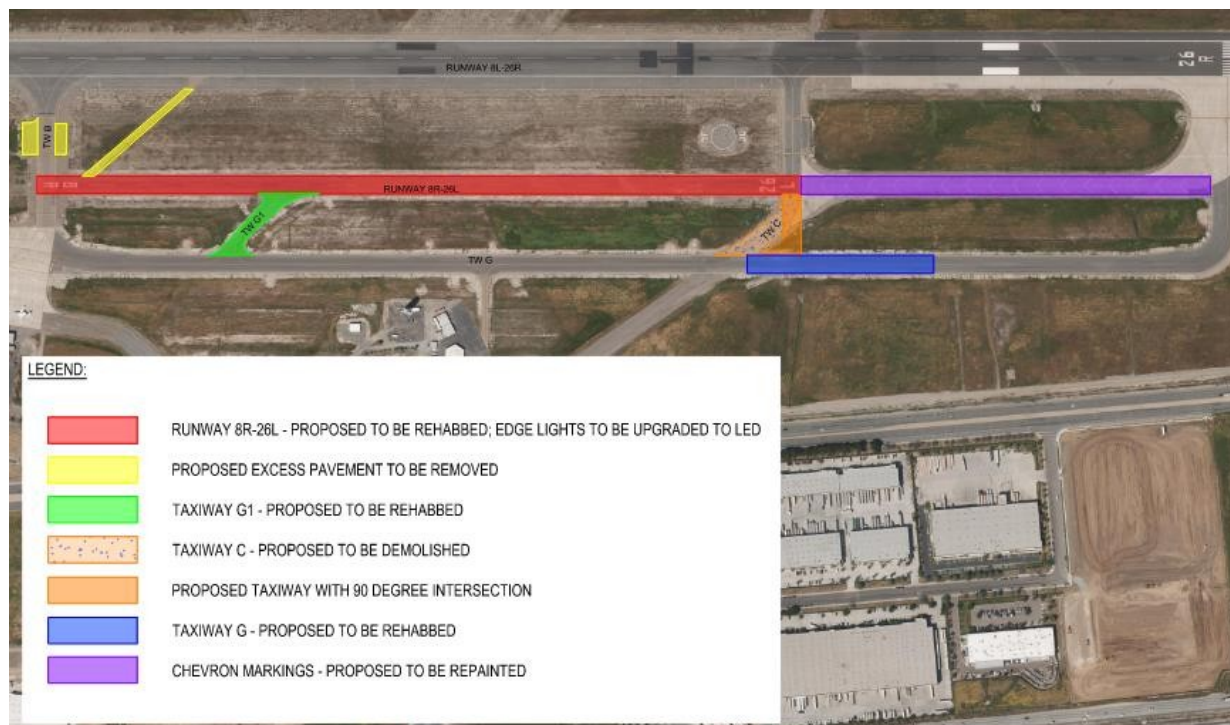 RUNWAY 8L-26R
26
R
TW B
RUNWAY 8R-26L
26
L
TW G1
TW C
TW G
LEGEND:
RUNWAY 8R-26L - PROPOSED TO BE REHABBED; EDGE LIGHTS TO BE UPGRADED TO LED
PROPOSED EXCESS PAVEMENT TO BE REMOVED
TAXIWAY G1 - PROPOSED TO BE REHABBED
TAXIWAY C - PROPOSED TO BE DEMOLISHED
PROPOSED TAXIWAY WITH 90 DEGREE INTERSECTION
TAXIWAY G - PROPOSED TO BE REHABBED
CHEVRON MARKINGS - PROPOSED TO BE REPAINTED